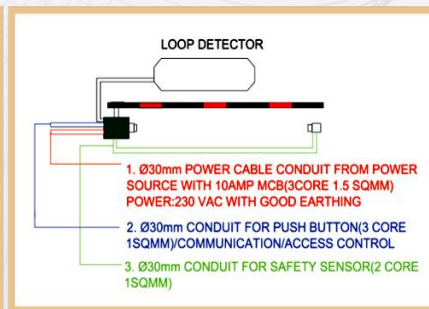 LOOP DETECTOR
1. Ø30mm POWER CABLE CONDUIT FROM POWER
SOURCE WITH 10AMP MCB(3CORE 1.5 SQMM)
POWER:230 VAC WITH GOOD EARTHING
2. Ø30mm CONDUIT FOR PUSH BUTTON(3 CORE
1SQMM)/COMMUNICATION/ACCESS CONTROL
3. Ø30mm CONDUIT FOR SAFETY SENSOR(2 CORE
1SQMM)